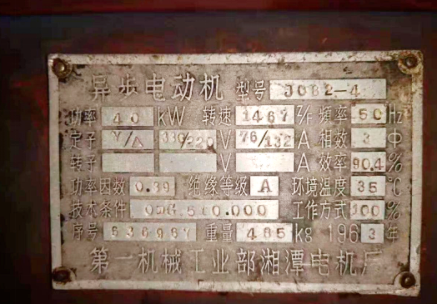 异步电动机 型号 JO82-4
功率 40 kW 转速 1467 转/分 频率 50 Hz
定子 Y/△ 380/220 V 76/132 A 相数 3 Φ
转子 V A 效率 90.4 %
功率因数 0.89 绝缘等级 A 环境温度 35 ℃
技术条件 .510.000 工作方式 100 %
序号 重量 485 kg 196 年
第一机械工业部湘潭电机厂